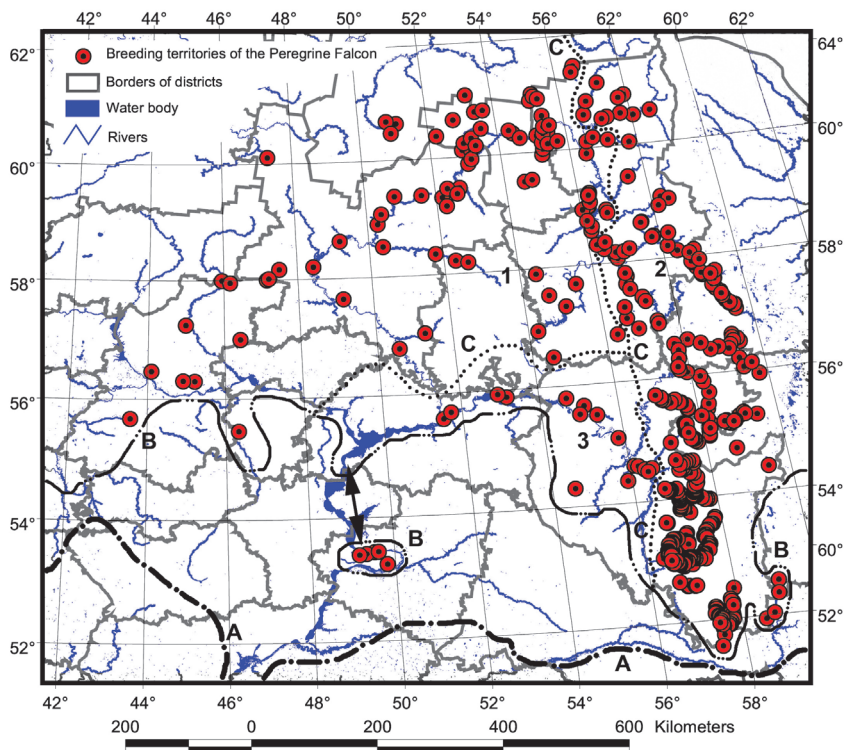 42° 44° 46° 48° 50° 52° 54° 56° 62° 60° 62°
62° 64°
Breeding territories of the Peregrine Falcon
Borders of districts
Water body
Rivers
C
60° 60°
1 2
58° 58°
C C
56° 56°
B 3
54° 54°
C
B B
60°
A
52° 52°
A
42° 44° 46° 48° 50° 52° 54° 56° 58°
200 0 200 400 600 Kilometers